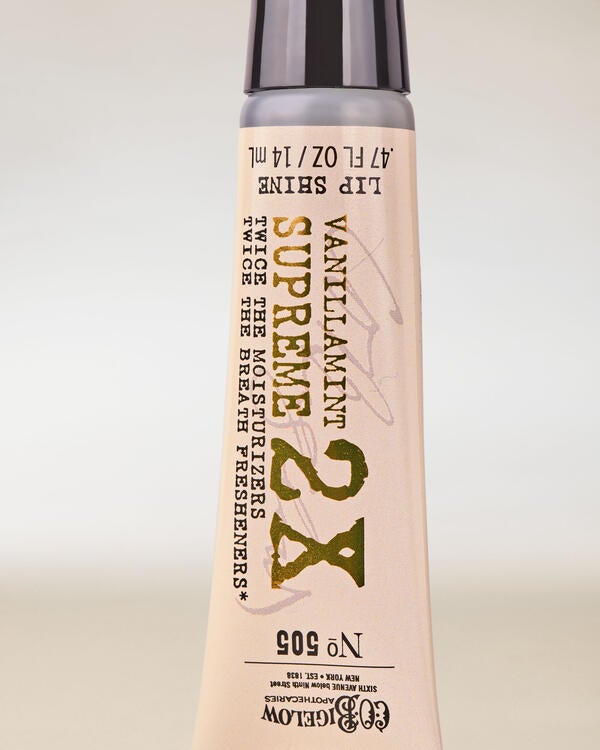 C.O. BIGELOW
APOTHECARIES
SIXTH AVENUE below Ninth Street
NEW YORK • EST. 1838
Nº 505
VANILLAMINT
SUPREME 2X
TWICE THE MOISTURIZERS
TWICE THE BREATH FRESHENERS*
LIP SHINE
.47 FL OZ / 14 mL